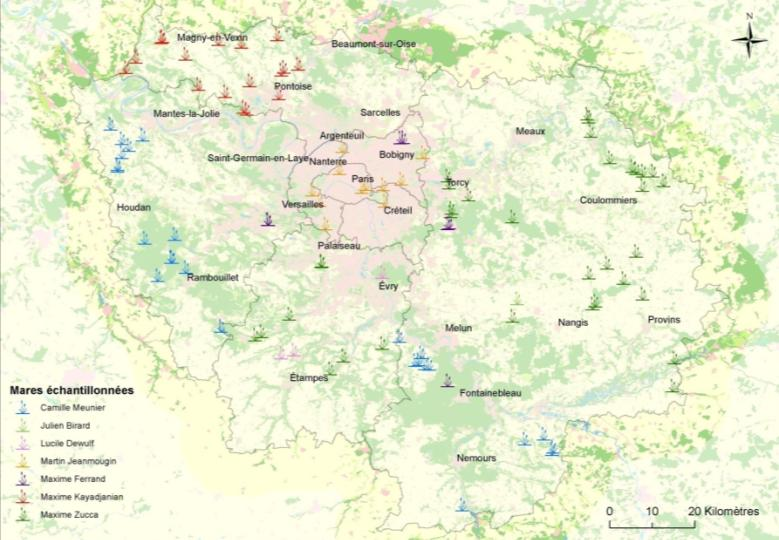 N
Magny-en-Vexin
Beaumont-sur-Oise
Pontoise
Mantes-la-Jolie
Sarcelles
Argenteuil
Meaux
Saint-Germain-en-Laye
Nanterre
Bobigny
Paris
Torcy
Coulommiers
Houdan
Versailles
Créteil
Palaiseau
Rambouillet
Évry
Melun
Nangis
Provins
Étampes
Fontainebleau
Nemours
Mares échantillonnées
Camille Meunier
Julien Birard
Lucile Dewulf
Martin Jeanmougin
Maxime Ferrand
Maxime Kayadjanian
Maxime Zucca
0 10 20 Kilomètres